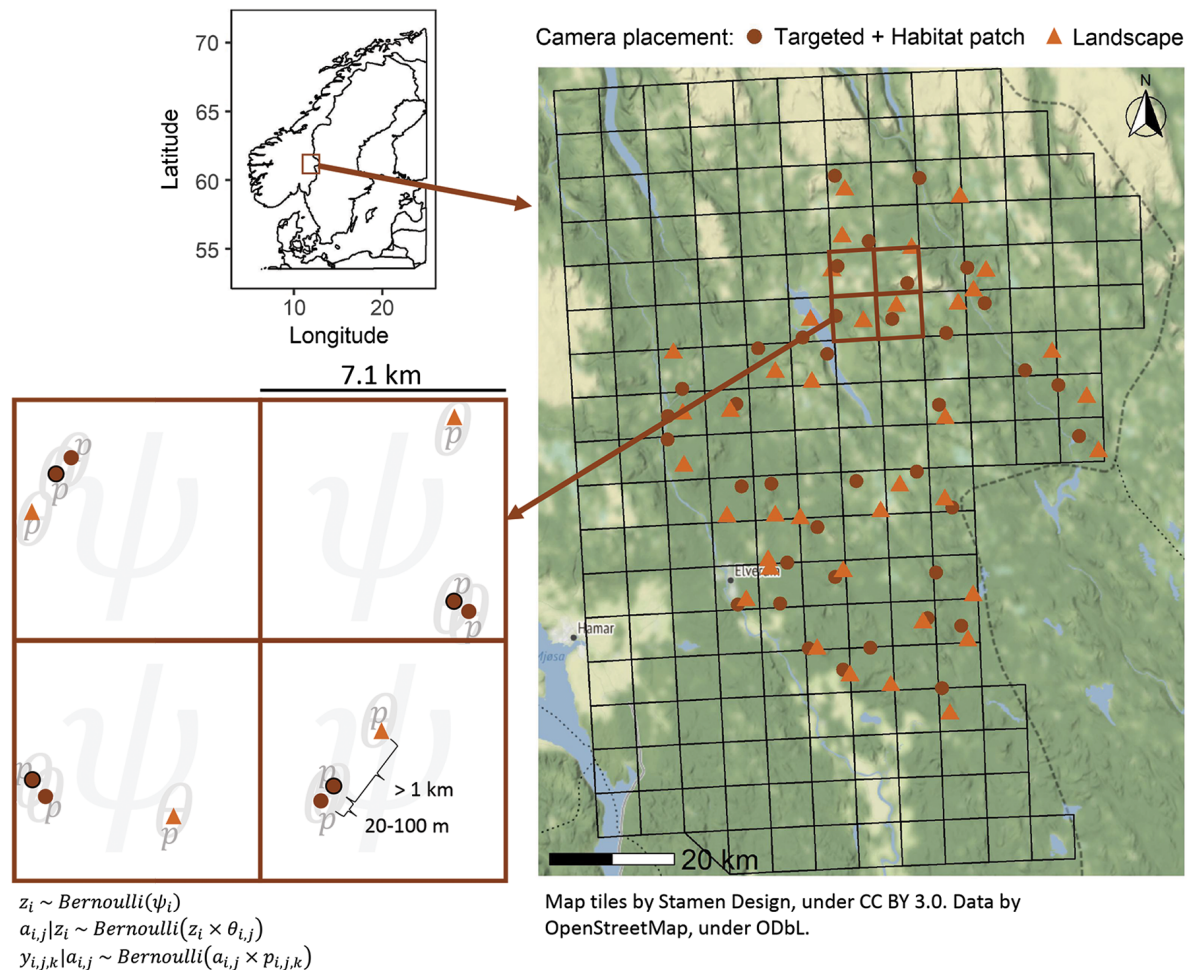 Camera placement: Targeted + Habitat patch Landscape
70
65
60
55
Latitude
10 20
Longitude
N
7.1 km
ψ ψ
ψ ψ
p θ
p θ
p θ
p θ
p θ
p
p θ
p
p θ
p θ
p θ
p
> 1 km
20-100 m
Hamar
Mjøsa
20 km
z_i ~ Bernoulli(ψ_i)
a_{i,j}|z_i ~ Bernoulli(z_i × θ_{i,j})
y_{i,j,k}|a_{i,j} ~ Bernoulli(a_{i,j} × p_{i,j,k})
Map tiles by Stamen Design, under CC BY 3.0. Data by
OpenStreetMap, under ODbL.